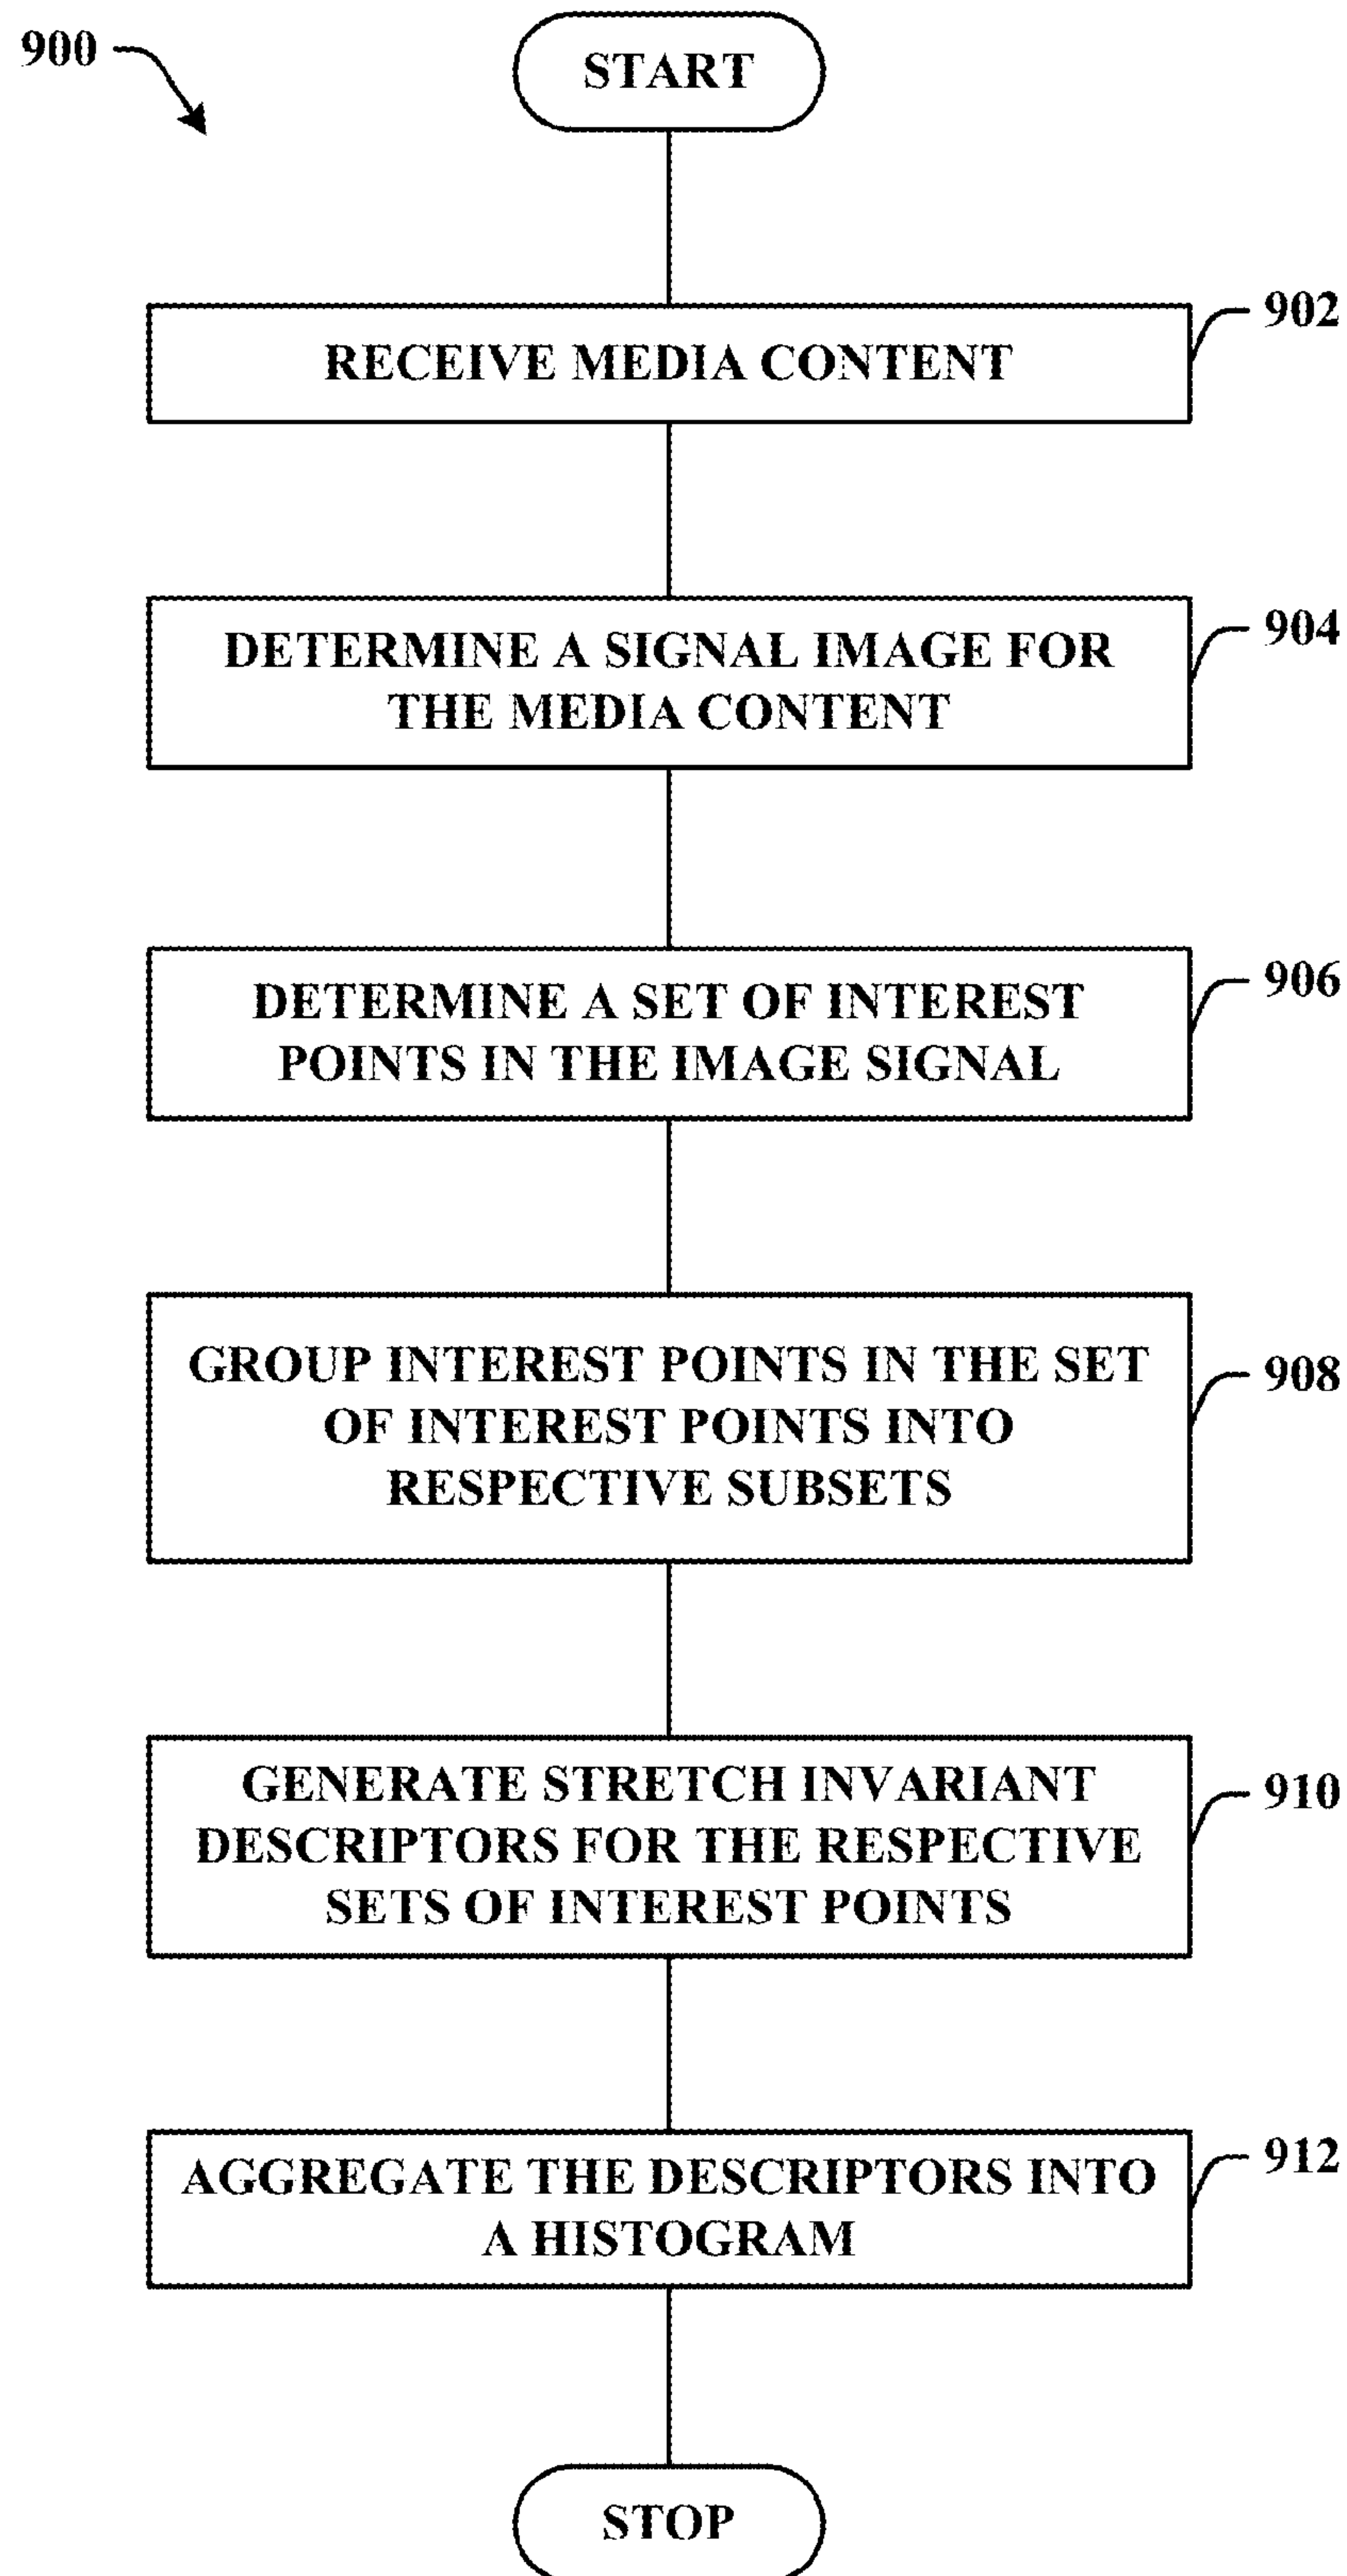 900
START
RECEIVE MEDIA CONTENT
902
DETERMINE A SIGNAL IMAGE FOR
THE MEDIA CONTENT
904
DETERMINE A SET OF INTEREST
POINTS IN THE IMAGE SIGNAL
906
GROUP INTEREST POINTS IN THE SET
OF INTEREST POINTS INTO
RESPECTIVE SUBSETS
908
GENERATE STRETCH INVARIANT
DESCRIPTORS FOR THE RESPECTIVE
SETS OF INTEREST POINTS
910
AGGREGATE THE DESCRIPTORS INTO
A HISTOGRAM
912
STOP